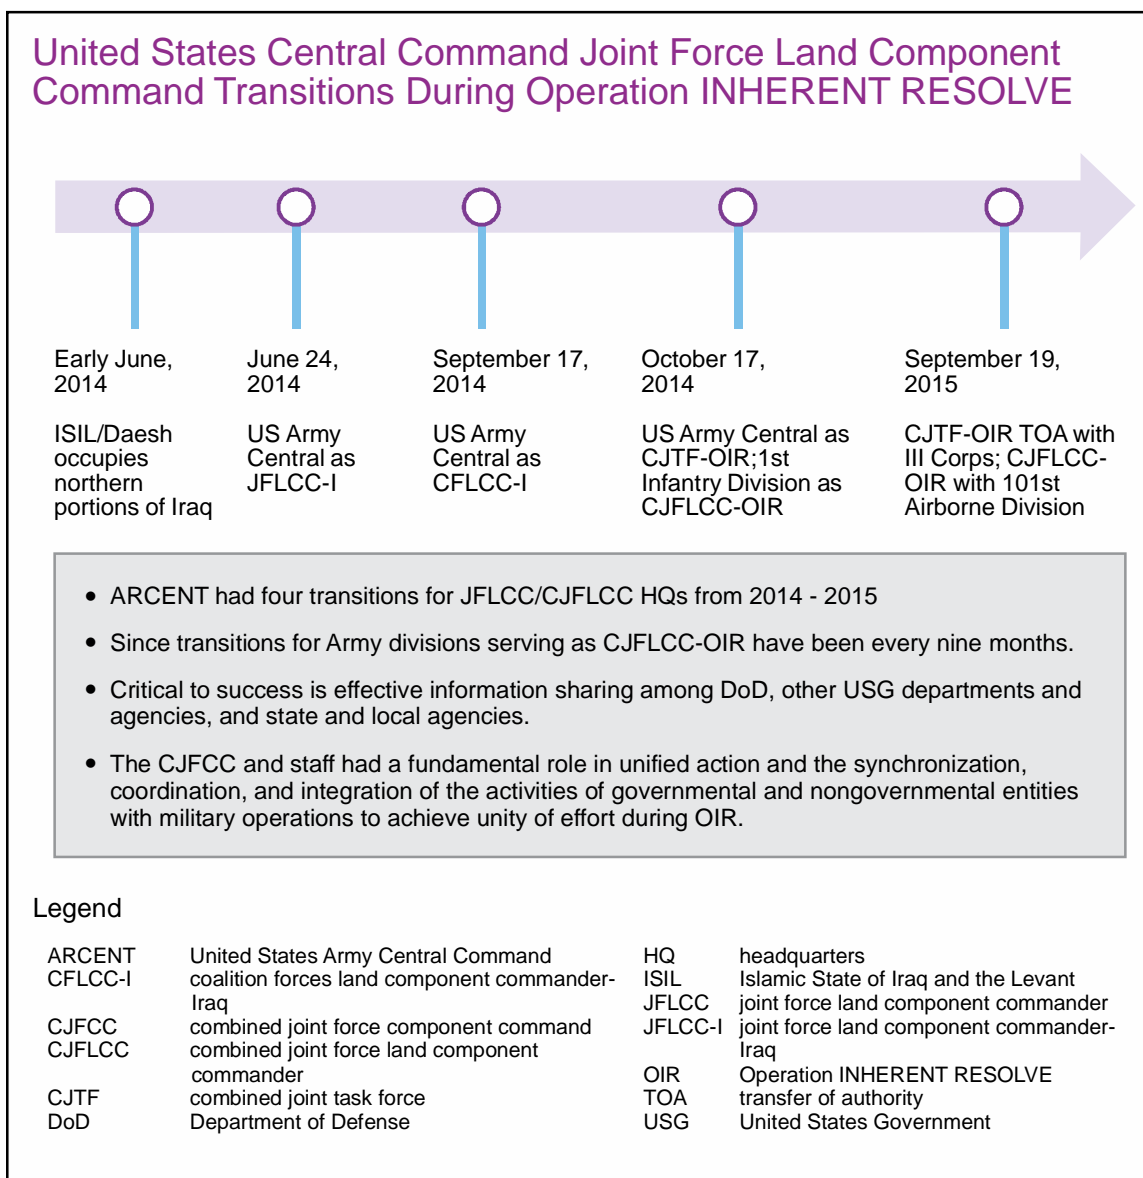 United States Central Command Joint Force Land Component
Command Transitions During Operation INHERENT RESOLVE
Early June,
2014
ISIL/Daesh
occupies
northern
portions of Iraq
June 24,
2014
US Army
Central as
JFLCC-I
September 17,
2014
US Army
Central as
CFLCC-I
October 17,
2014
US Army Central as
CJTF-OIR;1st
Infantry Division as
CJFLCC-OIR
September 19,
2015
CJTF-OIR TOA with
III Corps; CJFLCC-
OIR with 101st
Airborne Division
• ARCENT had four transitions for JFLCC/CJFLCC HQs from 2014 - 2015
• Since transitions for Army divisions serving as CJFLCC-OIR have been every nine months.
• Critical to success is effective information sharing among DoD, other USG departments and
agencies, and state and local agencies.
• The CJFCC and staff had a fundamental role in unified action and the synchronization,
coordination, and integration of the activities of governmental and nongovernmental entities
with military operations to achieve unity of effort during OIR.
Legend
ARCENT United States Army Central Command
CFLCC-I coalition forces land component commander-
Iraq
CJFCC combined joint force component command
CJFLCC combined joint force land component
commander
CJTF combined joint task force
DoD Department of Defense
HQ headquarters
ISIL Islamic State of Iraq and the Levant
JFLCC joint force land component commander
JFLCC-I joint force land component commander-
Iraq
OIR Operation INHERENT RESOLVE
TOA transfer of authority
USG United States Government